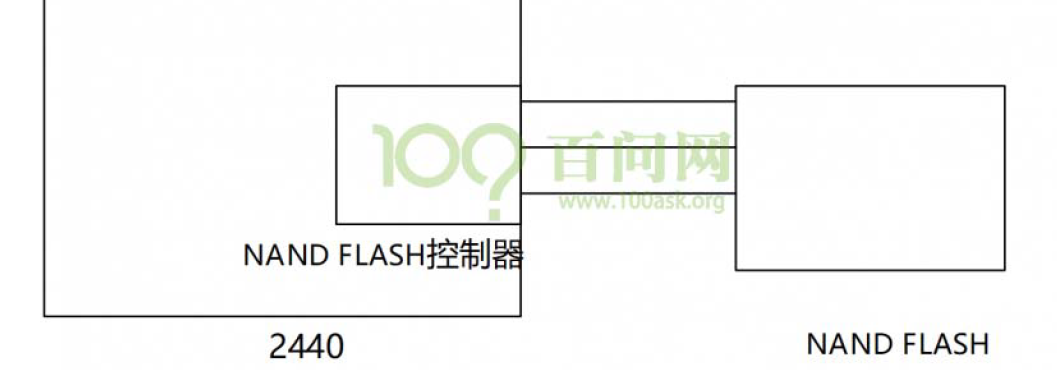 100?
百问网
www.100ask.org
NAND FLASH控制器
2440
NAND FLASH